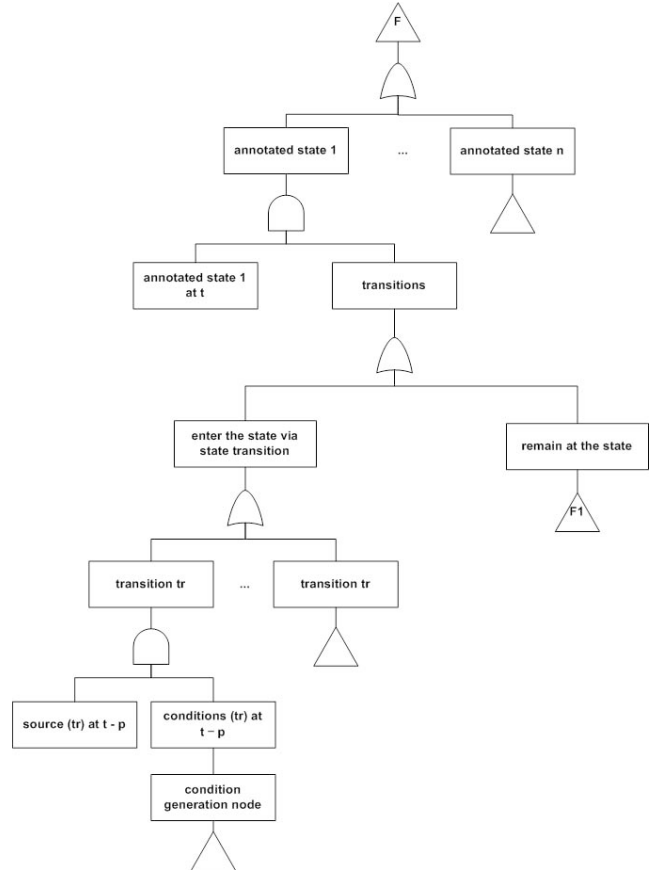 F
annotated state 1
...
annotated state n
annotated state 1
at t
transitions
enter the state via
state transition
remain at the state
F1
transition tr
...
transition tr
source (tr) at t - p
conditions (tr) at
t – p
condition
generation node